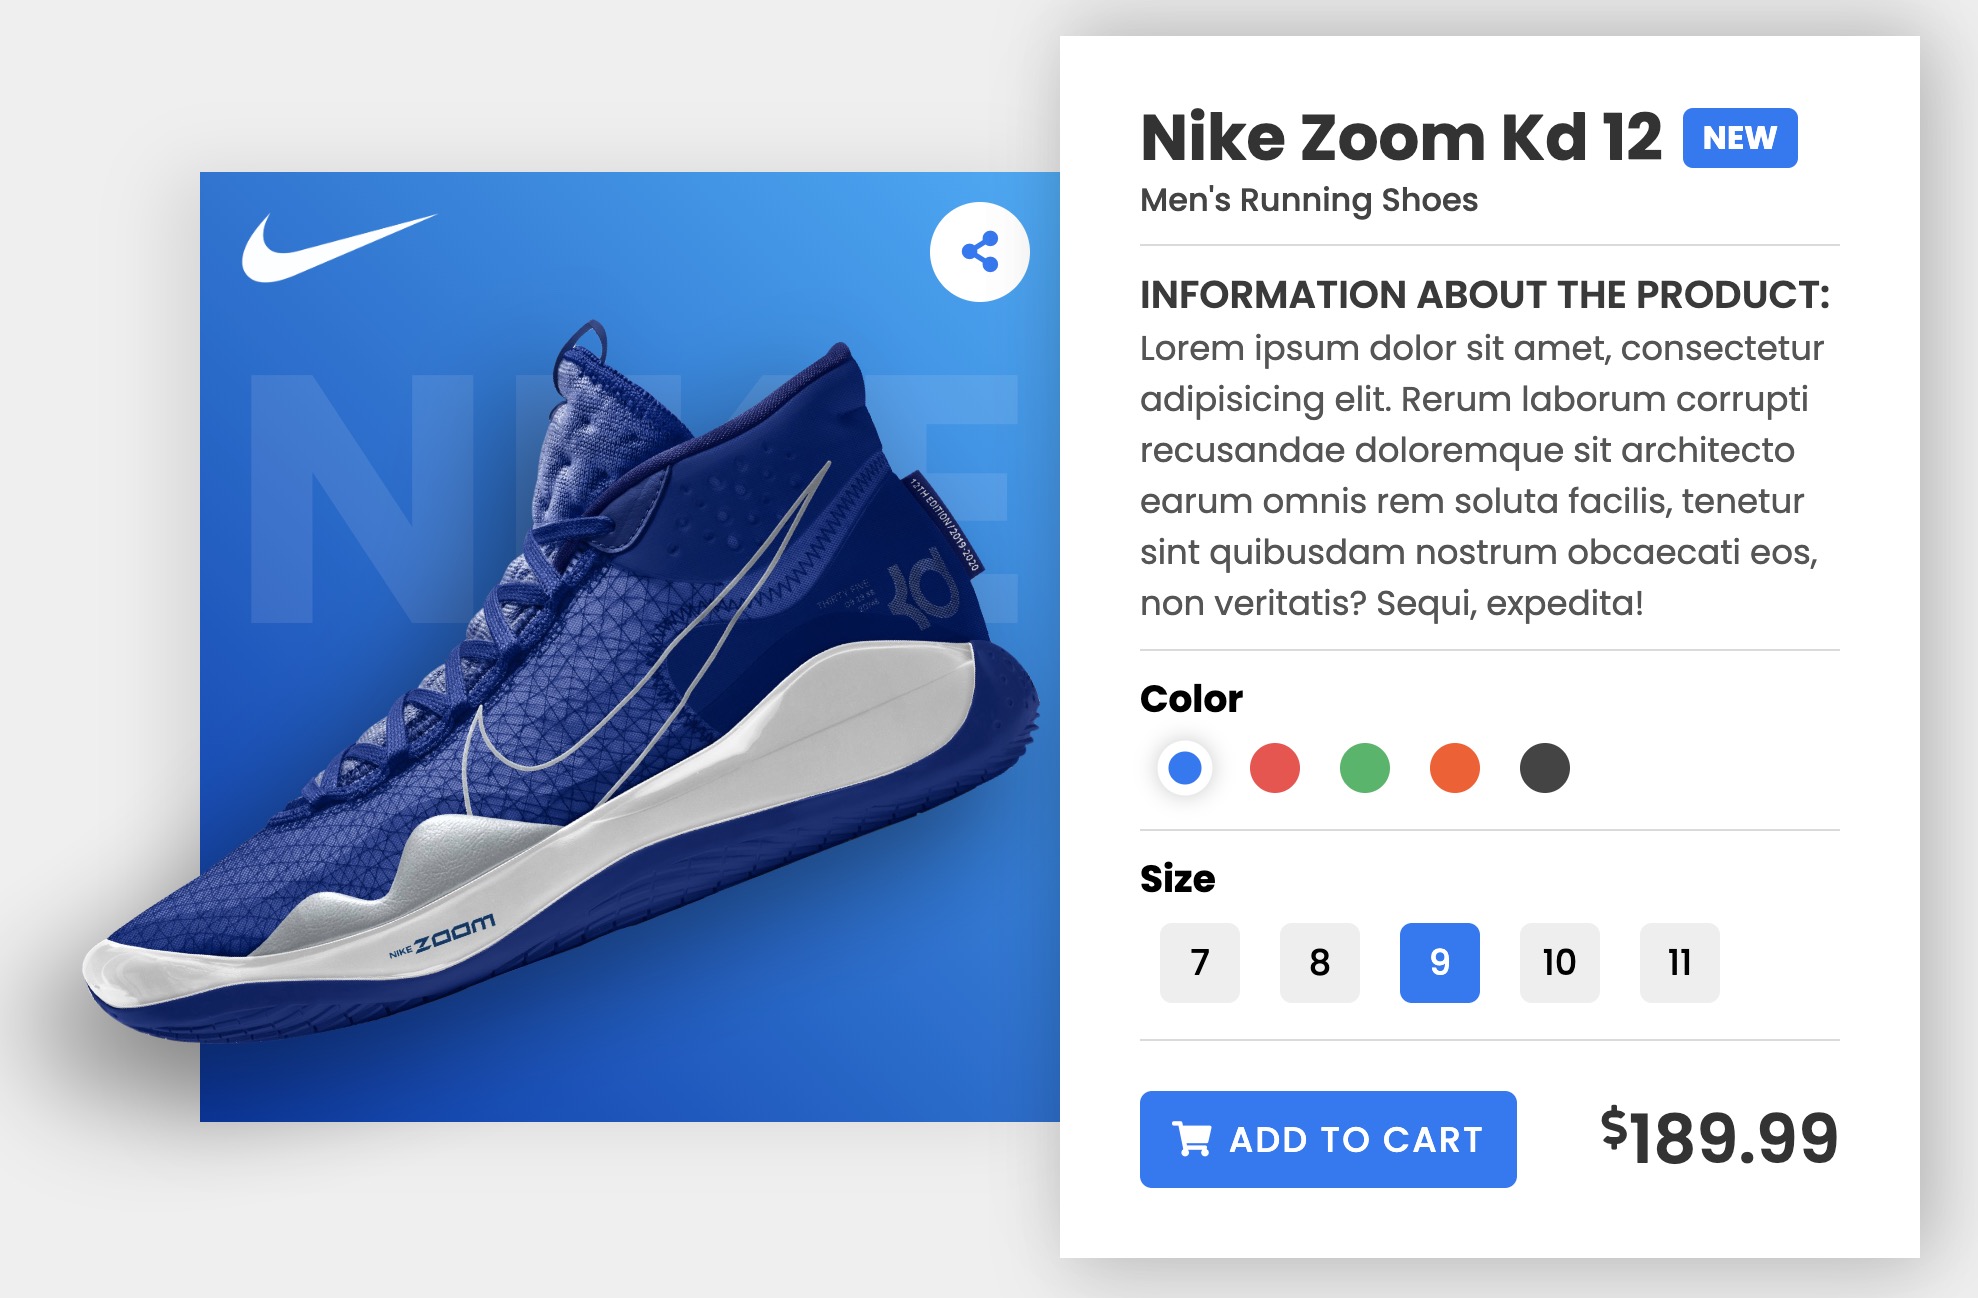 Nike Zoom Kd 12 NEW
Men's Running Shoes
INFORMATION ABOUT THE PRODUCT:
Lorem ipsum dolor sit amet, consectetur
adipisicing elit. Rerum laborum corrupti
recusandae doloremque sit architecto
earum omnis rem soluta facilis, tenetur
sint quibusdam nostrum obcaecati eos,
non veritatis? Sequi, expedita!
Color
Size
7 8 9 10 11
ADD TO CART $189.99
NIKE
12TH EDITION/2019-2020
THIRTY FIVE
kd
NIKE ZOOM